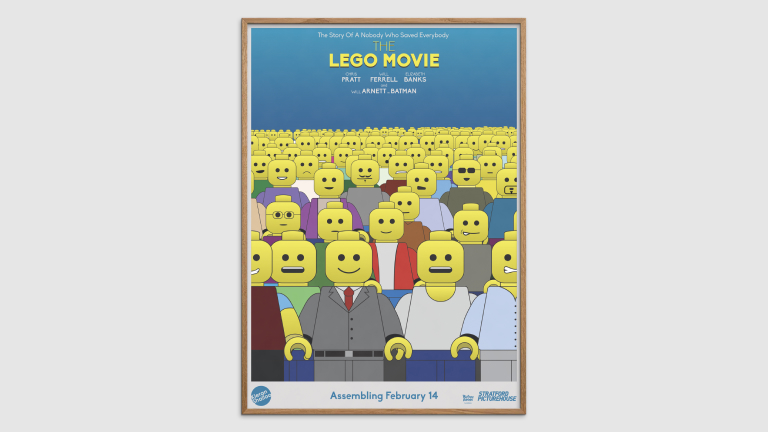 The Story Of A Nobody Who Saved Everybody
THE
LEGO MOVIE
CHRIS PRATT
WILL FERRELL
ELIZABETH BANKS
WILL ARNETT AS BATMAN
Assembling February 14
STRATFORD
PICTUREHOUSE